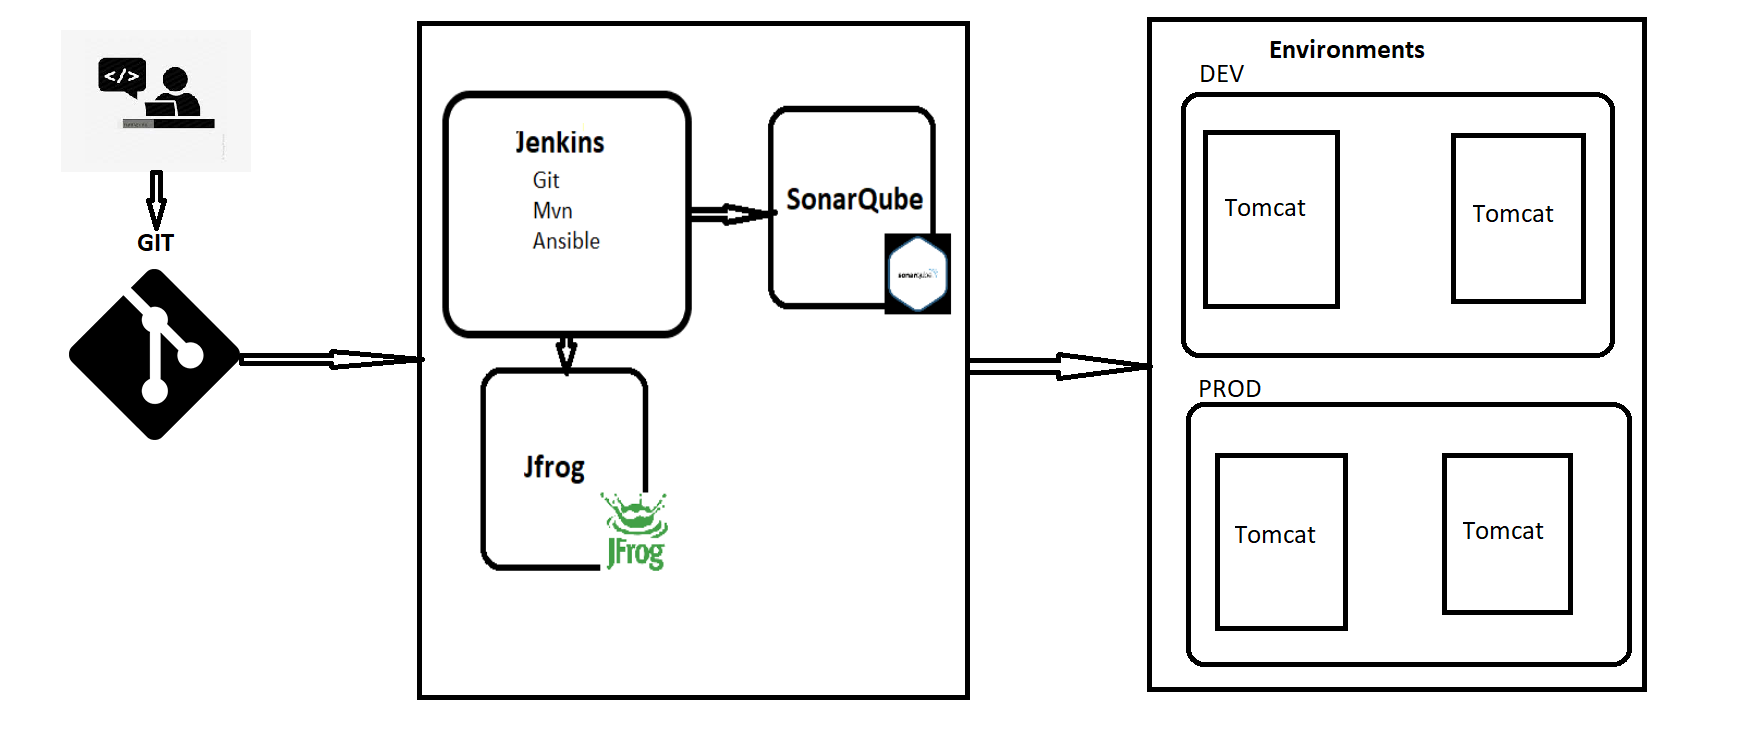 </>
GIT
Jenkins
Git
Mvn
Ansible
SonarQube
sonarqube
Jfrog
JFrog
Environments
DEV
Tomcat
Tomcat
PROD
Tomcat
Tomcat